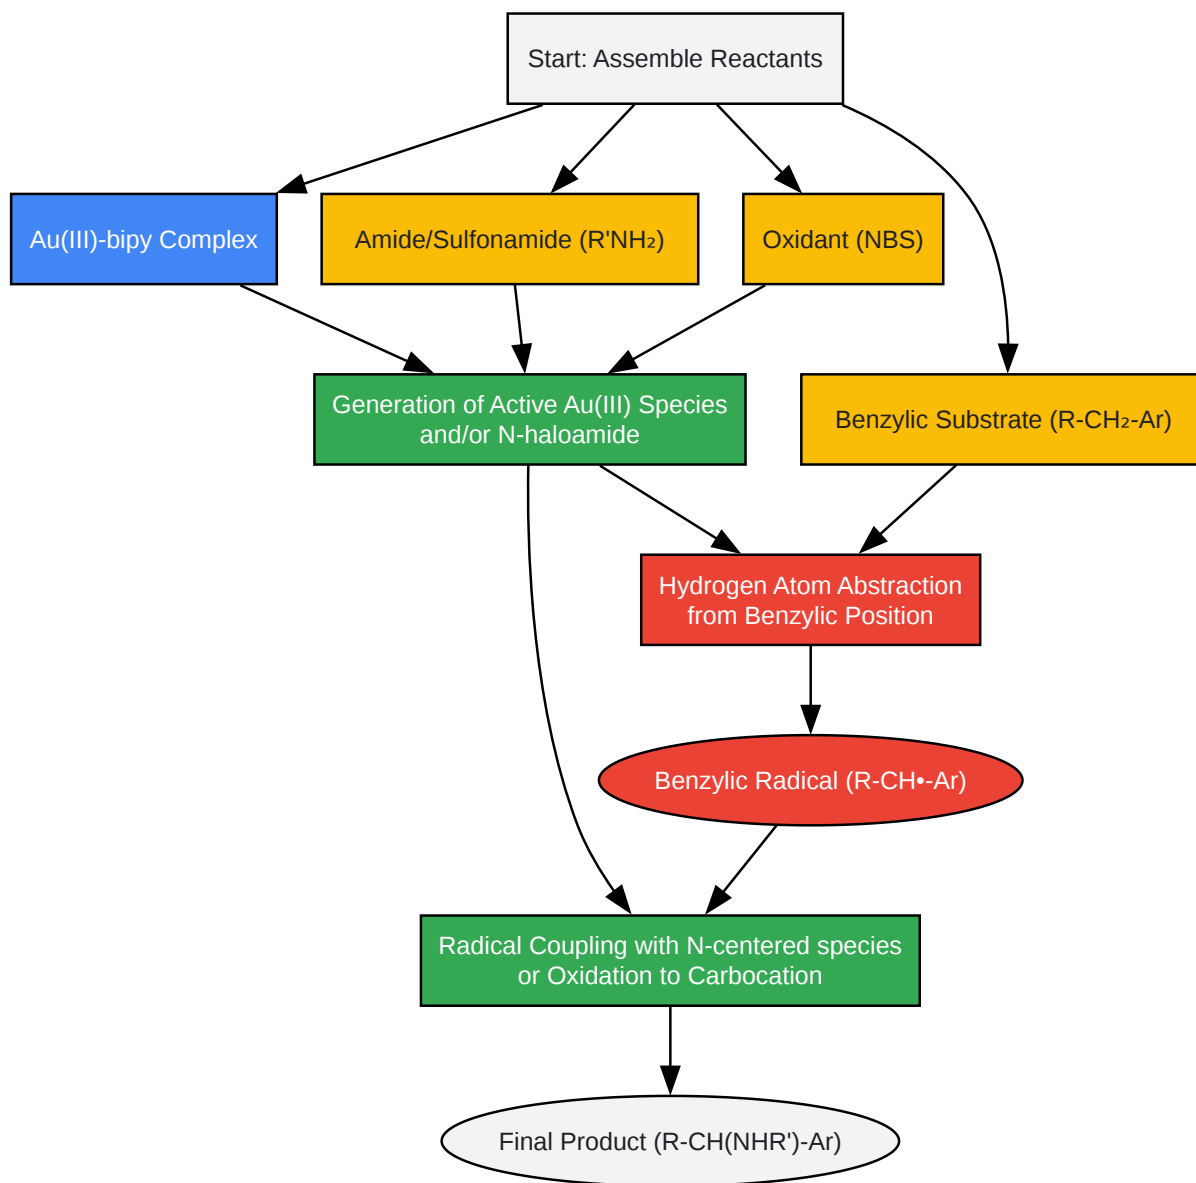 Start: Assemble Reactants
Au(III)-bipy Complex
Amide/Sulfonamide (R'NH₂)
Oxidant (NBS)
Generation of Active Au(III) Species
and/or N-haloamide
Benzylic Substrate (R-CH₂-Ar)
Hydrogen Atom Abstraction
from Benzylic Position
Benzylic Radical (R-CH•-Ar)
Radical Coupling with N-centered species
or Oxidation to Carbocation
Final Product (R-CH(NHR')-Ar)